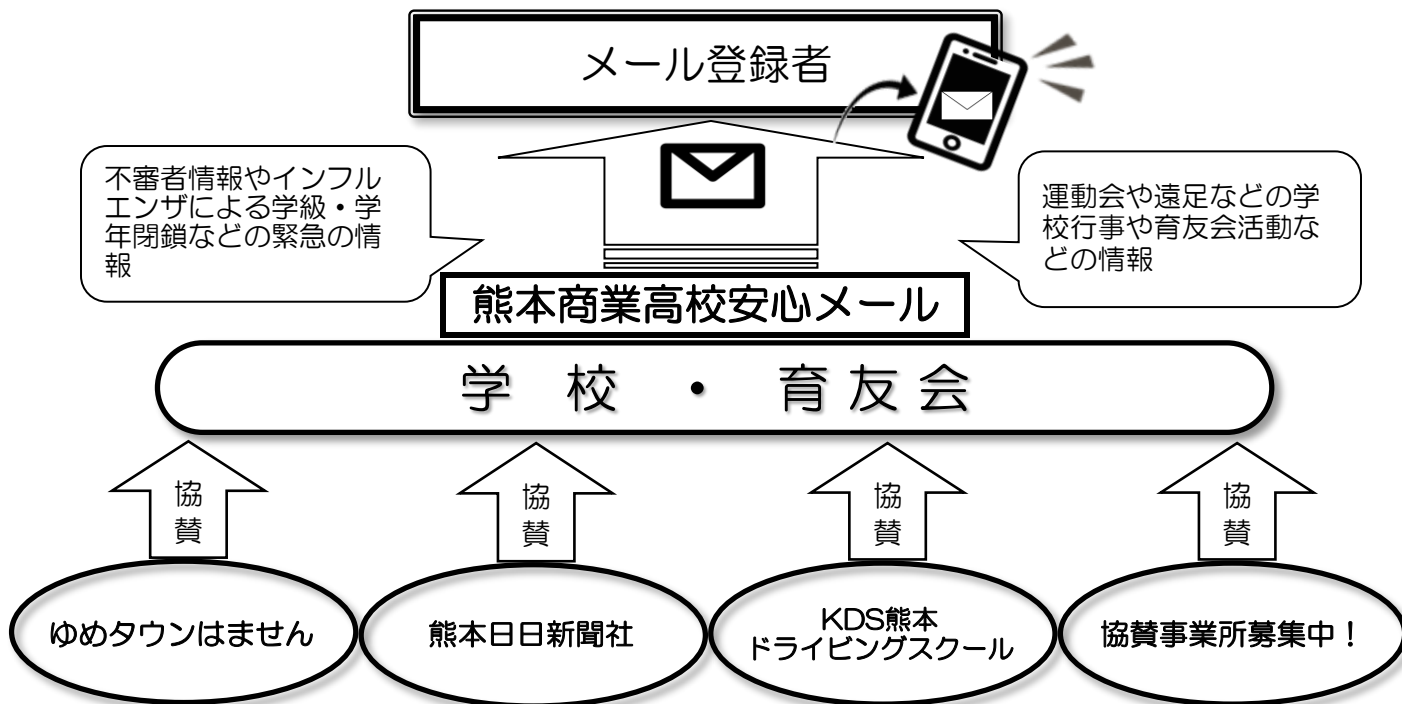 メール登録者
不審者情報やインフル
エンザによる学級・学
年閉鎖などの緊急の情
報
運動会や遠足などの学
校行事や育友会活動な
どの情報
熊本商業高校安心メール
学 校 ・ 育友会
協
賛
協
賛
協
賛
協
賛
ゆめタウンはません
熊本日日新聞社
KDS熊本
ドライビングスクール
協賛事業所募集中！